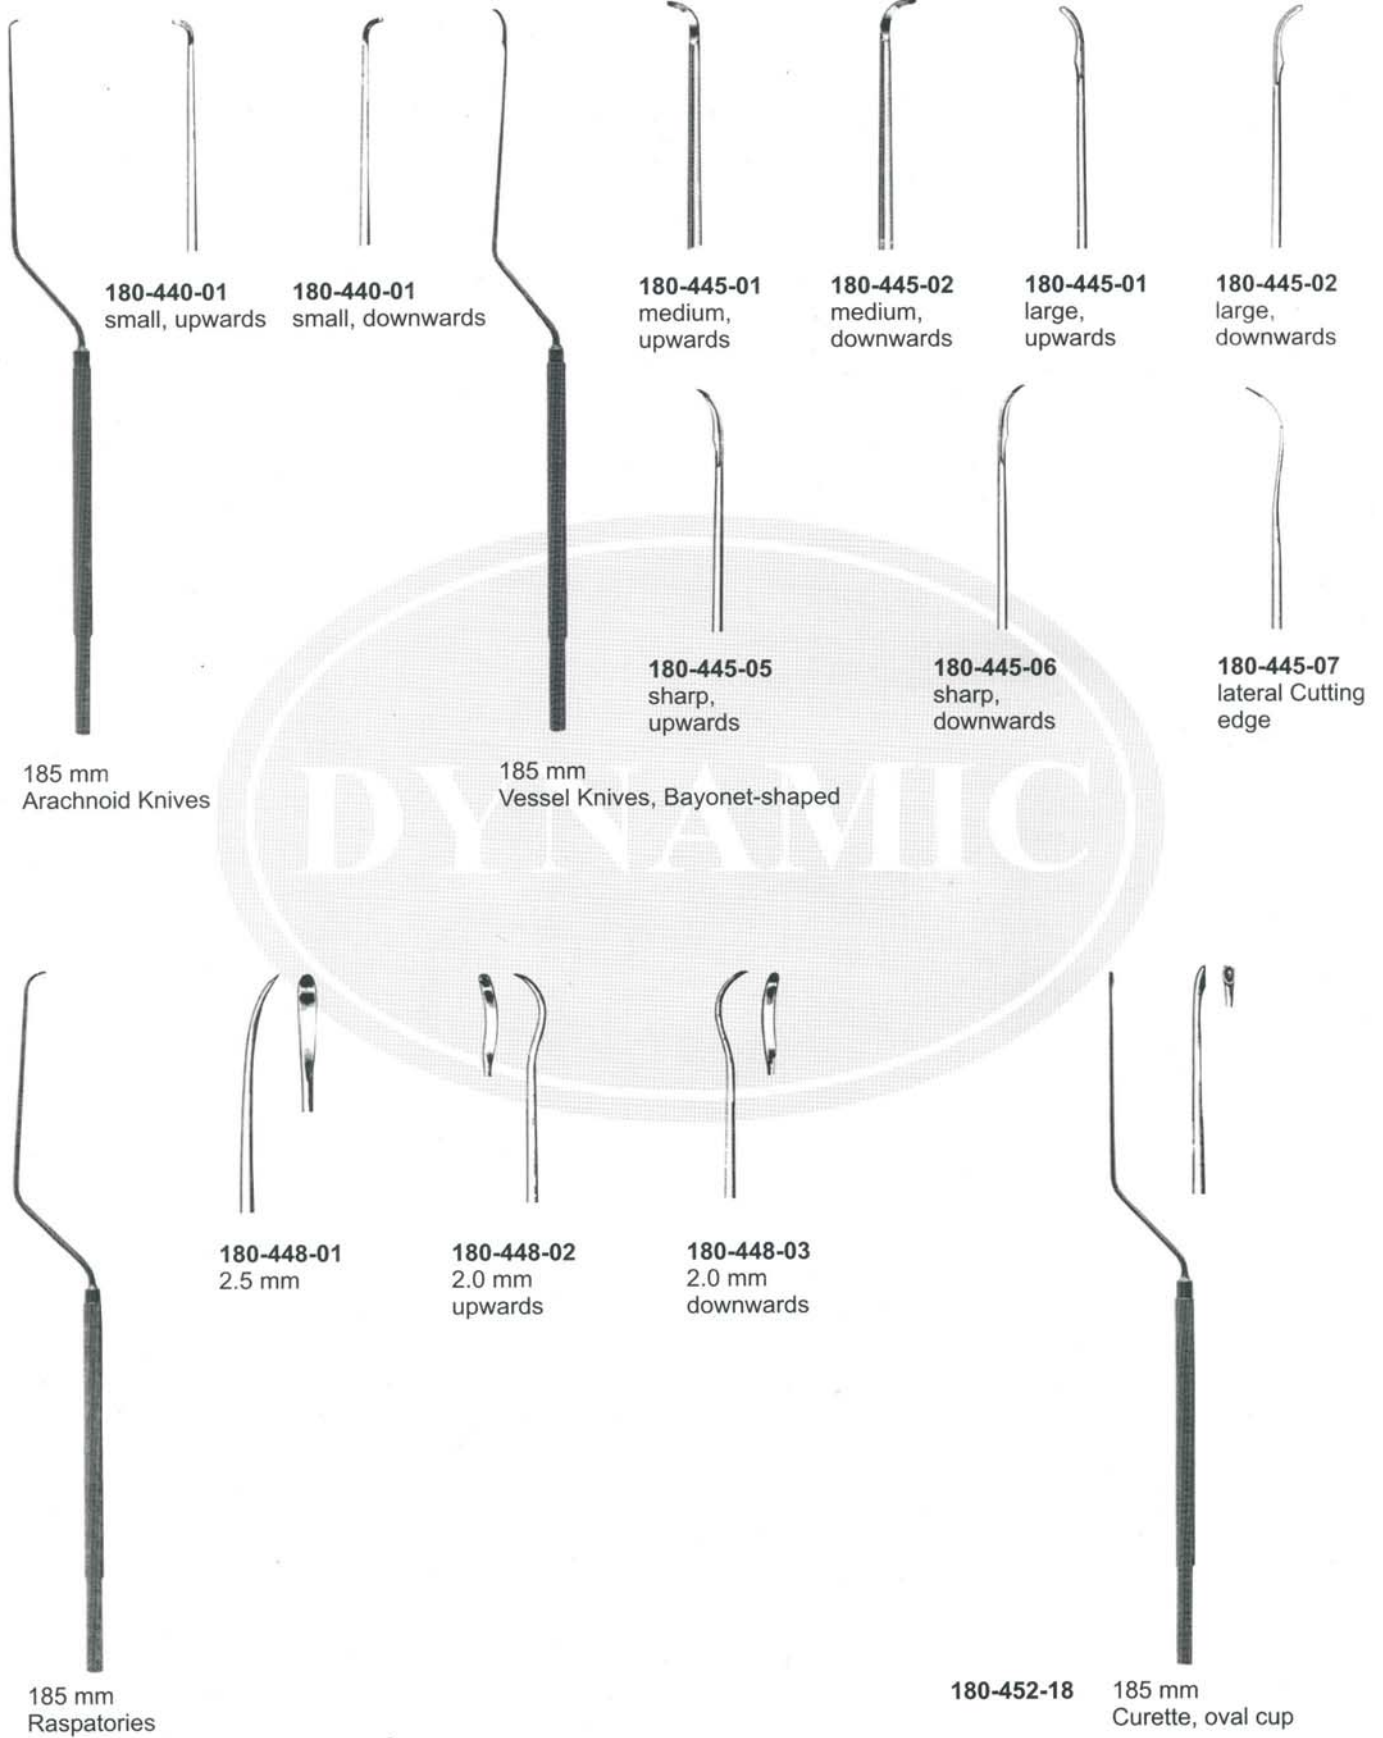 180-440-01
small, upwards
180-440-01
small, downwards
180-445-01
medium,
upwards
180-445-02
medium,
downwards
180-445-01
large,
upwards
180-445-02
large,
downwards
180-445-05
sharp,
upwards
180-445-06
sharp,
downwards
180-445-07
lateral Cutting
edge
185 mm
Arachnoid Knives
185 mm
Vessel Knives, Bayonet-shaped
DYNAMIC
180-448-01
2.5 mm
180-448-02
2.0 mm
upwards
180-448-03
2.0 mm
downwards
185 mm
Raspatories
180-452-18
185 mm
Curette, oval cup